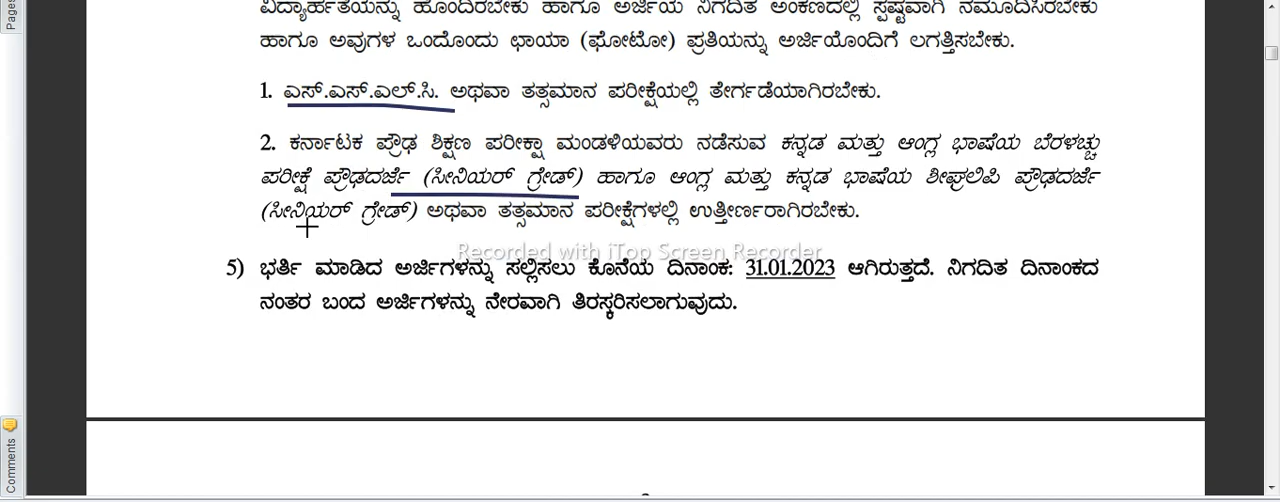 Pages
ವಿದ್ಯಾರ್ಹತೆಯನ್ನು ಹೊಂದಿರಬೇಕು ಹಾಗೂ ಅರ್ಜಿಯ ನಿಗದಿತ ಅಂಕಣದಲ್ಲಿ ಸ್ಪಷ್ಟವಾಗಿ ನಮೂದಿಸಿರಬೇಕು
ಹಾಗೂ ಅವುಗಳ ಒಂದೊಂದು ಛಾಯಾ (ಫೋಟೋ) ಪ್ರತಿಯನ್ನು ಅರ್ಜಿಯೊಂದಿಗೆ ಲಗತ್ತಿಸಬೇಕು.
1. ಎಸ್.ಎಸ್.ಎಲ್.ಸಿ. ಅಥವಾ ತತ್ಸಮಾನ ಪರೀಕ್ಷೆಯಲ್ಲಿ ತೇರ್ಗಡೆಯಾಗಿರಬೇಕು.
2. ಕರ್ನಾಟಕ ಪ್ರೌಢ ಶಿಕ್ಷಣ ಪರೀಕ್ಷಾ ಮಂಡಳಿಯವರು ನಡೆಸುವ ಕನ್ನಡ ಮತ್ತು ಆಂಗ್ಲ ಭಾಷೆಯ ಬೆರಳಚ್ಚು
ಪರೀಕ್ಷೆ ಪ್ರೌಢದರ್ಜೆ (ಸೀನಿಯರ್ ಗ್ರೇಡ್) ಹಾಗೂ ಆಂಗ್ಲ ಮತ್ತು ಕನ್ನಡ ಭಾಷೆಯ ಶೀಘ್ರಲಿಪಿ ಪ್ರೌಢದರ್ಜೆ
(ಸೀನಿಯರ್ ಗ್ರೇಡ್) ಅಥವಾ ತತ್ಸಮಾನ ಪರೀಕ್ಷೆಗಳಲ್ಲಿ ಉತ್ತೀರ್ಣರಾಗಿರಬೇಕು.
Recorded with iTop Screen Recorder
5) ಭರ್ತಿ ಮಾಡಿದ ಅರ್ಜಿಗಳನ್ನು ಸಲ್ಲಿಸಲು ಕೊನೆಯ ದಿನಾಂಕ: 31.01.2023 ಆಗಿರುತ್ತದೆ. ನಿಗದಿತ ದಿನಾಂಕದ
ನಂತರ ಬಂದ ಅರ್ಜಿಗಳನ್ನು ನೇರವಾಗಿ ತಿರಸ್ಕರಿಸಲಾಗುವುದು.
Comments